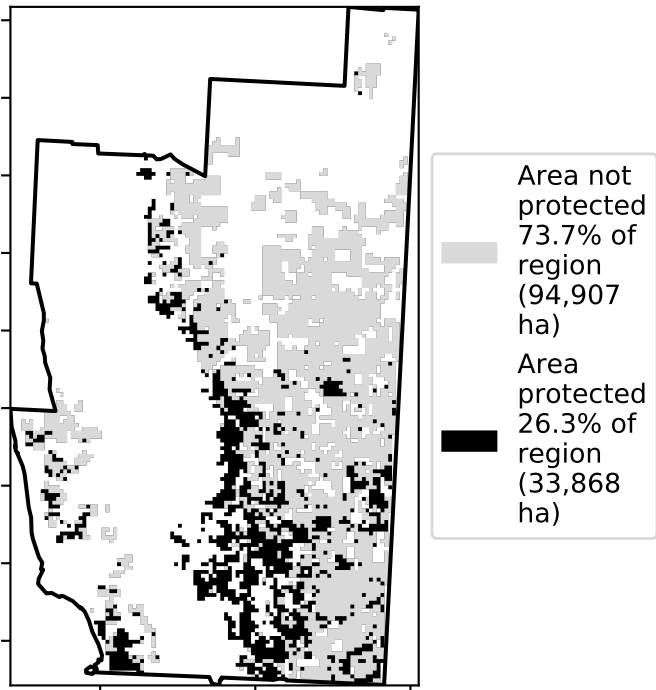 Area not
protected
73.7% of
region
(94,907
ha)
Area
protected
26.3% of
region
(33,868
ha)